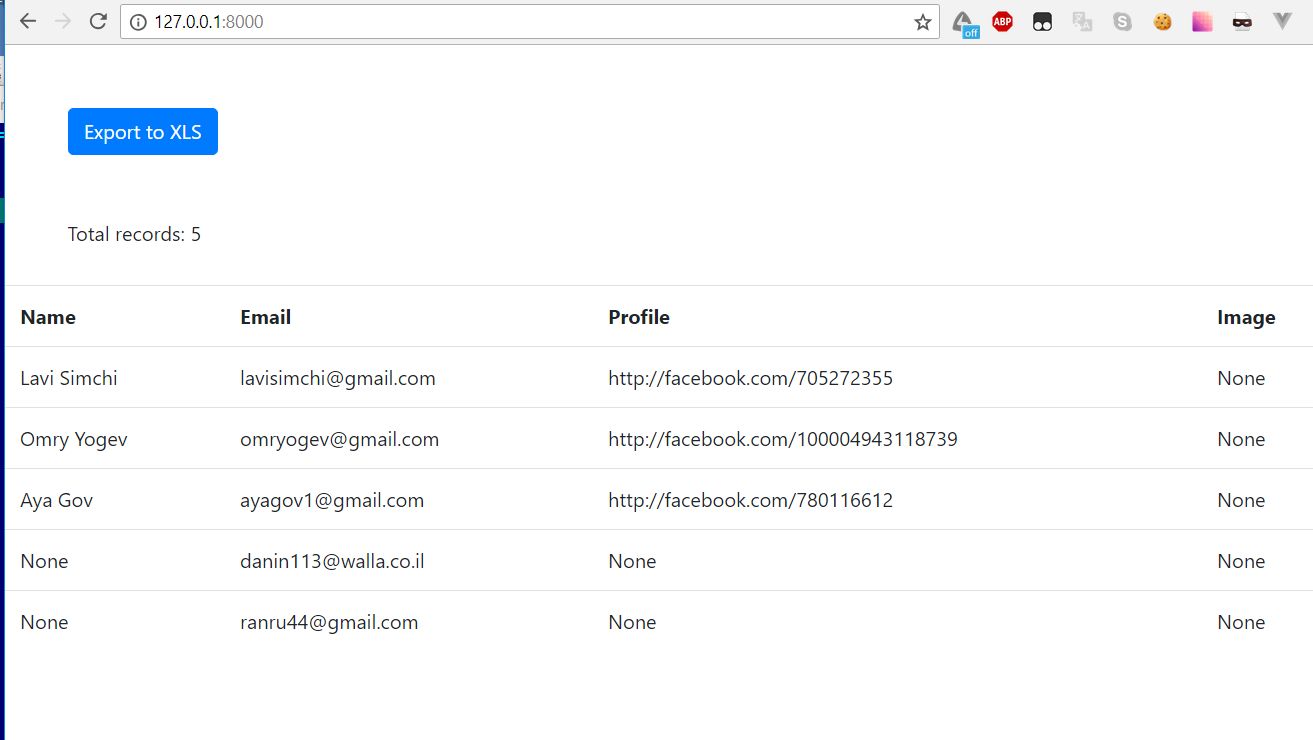 127.0.0.1:8000
ABP
off
Export to XLS
Total records: 5
Name Email Profile Image
Lavi Simchi lavisimchi@gmail.com http://facebook.com/705272355 None
Omry Yogev omryogev@gmail.com http://facebook.com/100004943118739 None
Aya Gov ayagov1@gmail.com http://facebook.com/780116612 None
None danin113@walla.co.il None None
None ranru44@gmail.com None None